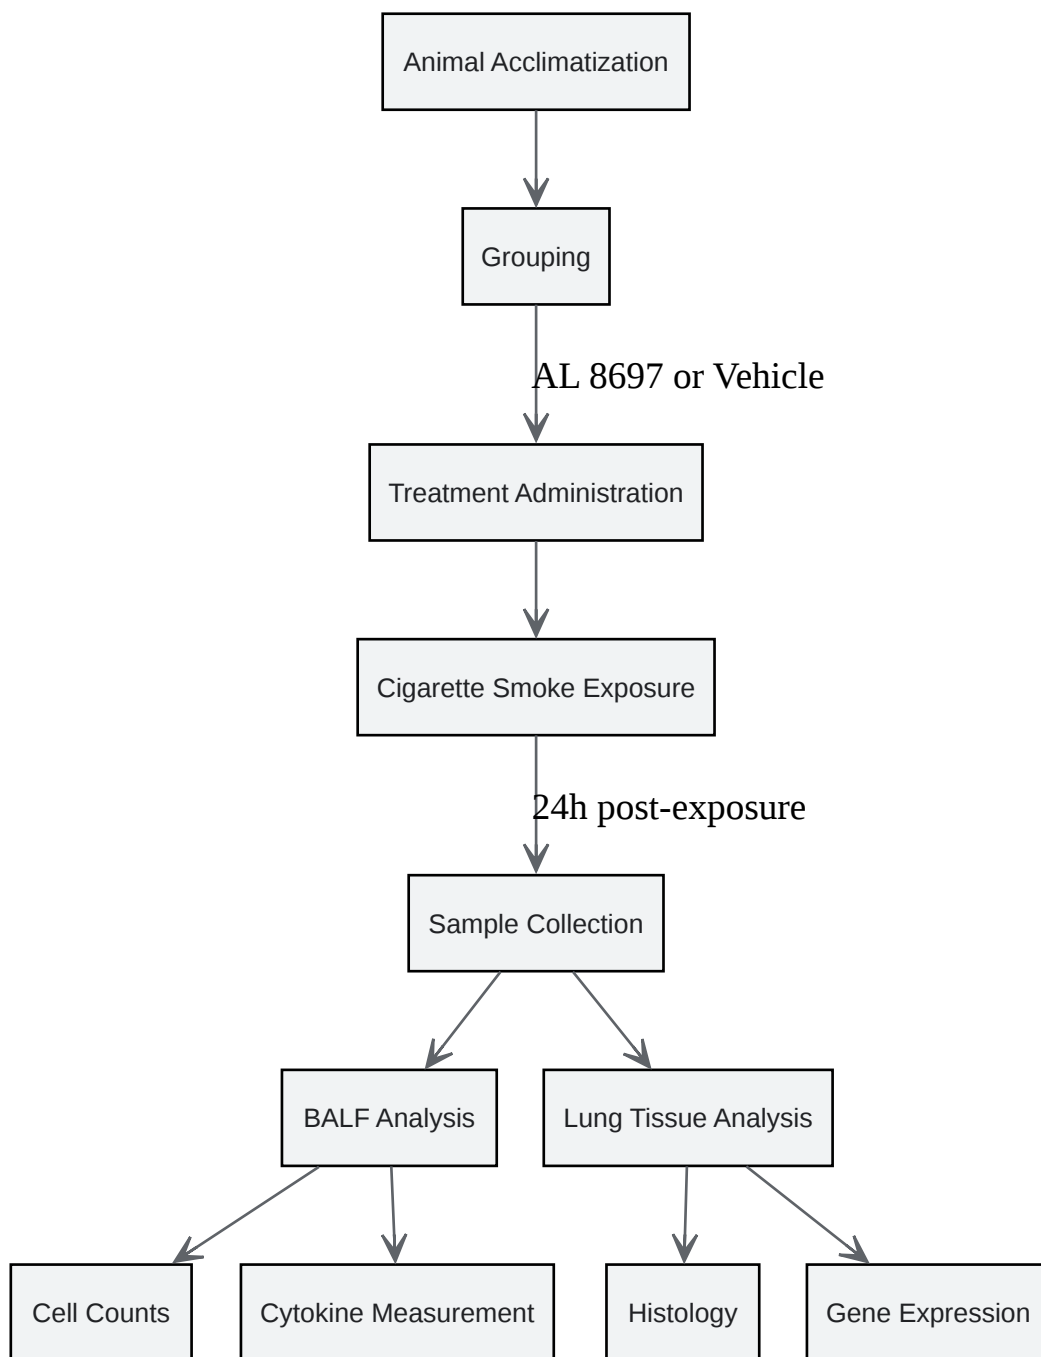 Animal Acclimatization
Grouping
AL 8697 or Vehicle
Treatment Administration
Cigarette Smoke Exposure
24h post-exposure
Sample Collection
BALF Analysis
Lung Tissue Analysis
Cell Counts
Cytokine Measurement
Histology
Gene Expression